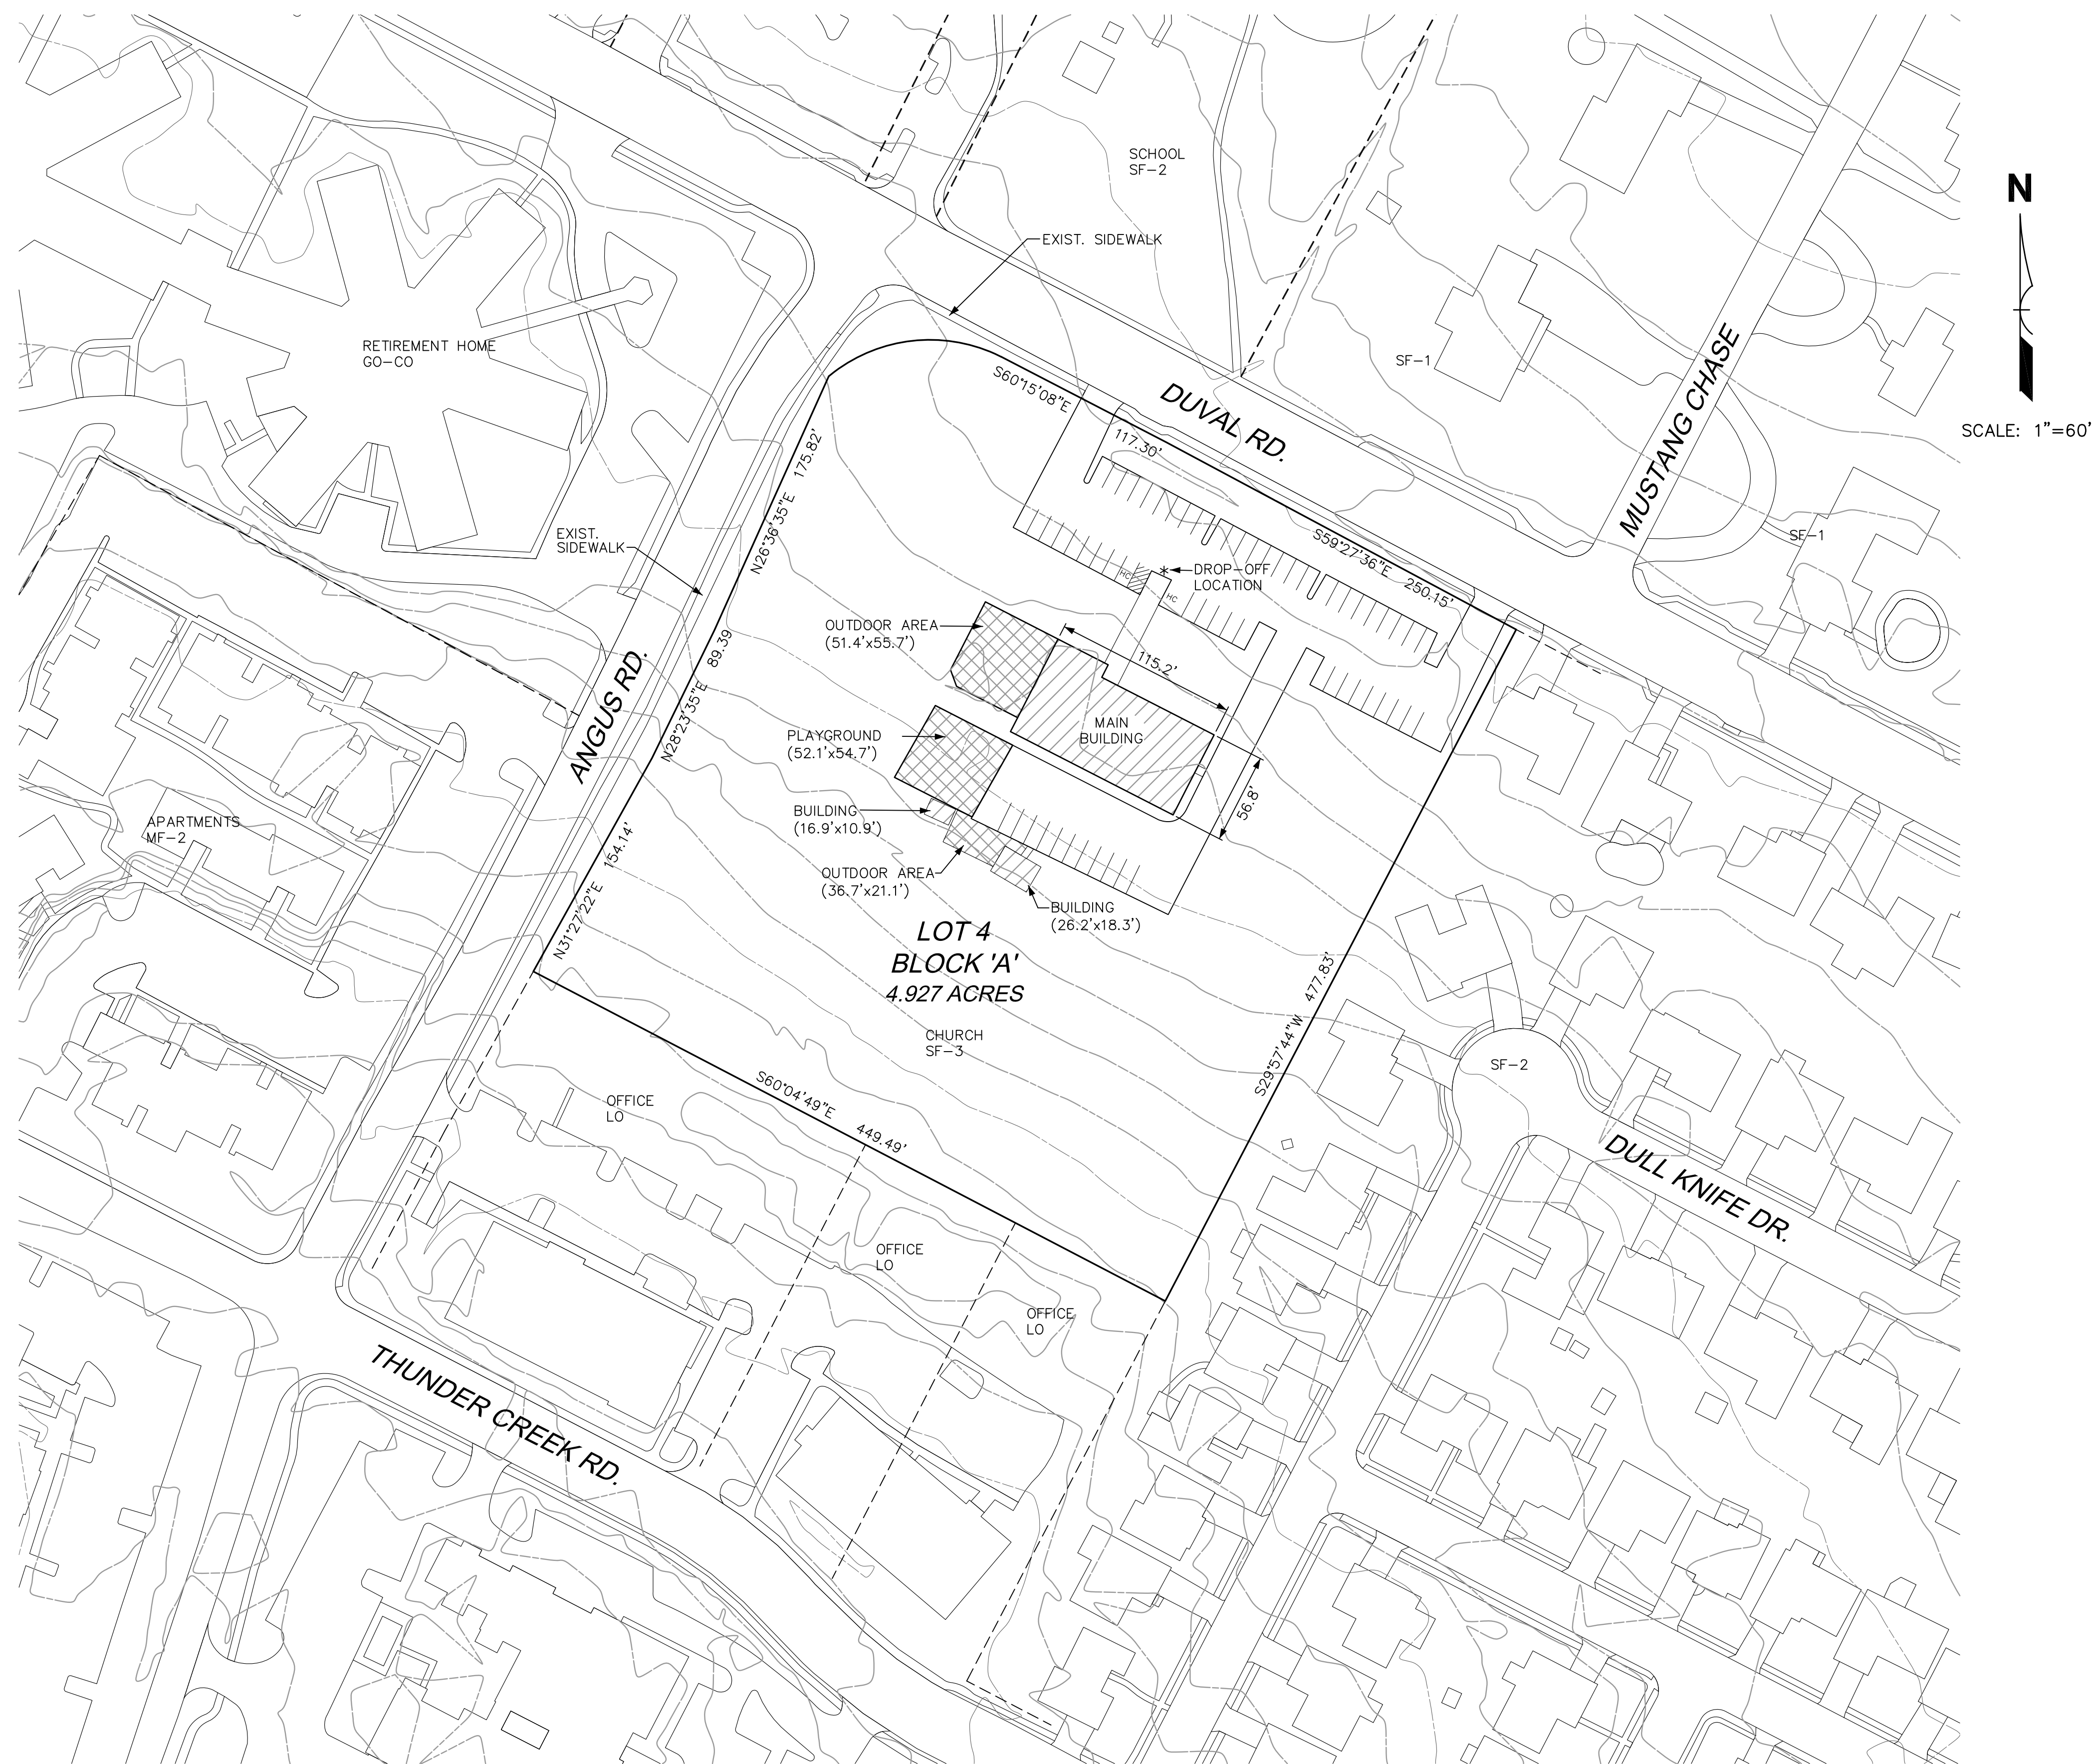 SCHOOL
SF-2
N
EXIST. SIDEWALK
RETIREMENT HOME
GO-CO
SF-1
MUSTANG CHASE
SCALE: 1"=60'
S60°15'08"E
117.30'
DUVAL RD.
N26°36'35"E 175.82'
EXIST.
SIDEWALK
S59°27'36"E 250.15'
SF-1
HC
DROP-OFF
LOCATION
HC
OUTDOOR AREA
(51.4'x55.7')
115.2'
ANGUS RD.
N28°23'35"E 89.39
PLAYGROUND
(52.1'x54.7')
MAIN
BUILDING
56.8'
BUILDING
(16.9'x10.9')
APARTMENTS
MF-2
N31°27'22"E 154.14'
OUTDOOR AREA
(36.7'x21.1')
BUILDING
(26.2'x18.3')
LOT 4
BLOCK 'A'
4.927 ACRES
CHURCH
SF-3
S29°57'44"W 477.83'
SF-2
S60°04'49"E 449.49'
OFFICE
LO
DULL KNIFE DR.
OFFICE
LO
OFFICE
LO
THUNDER CREEK RD.